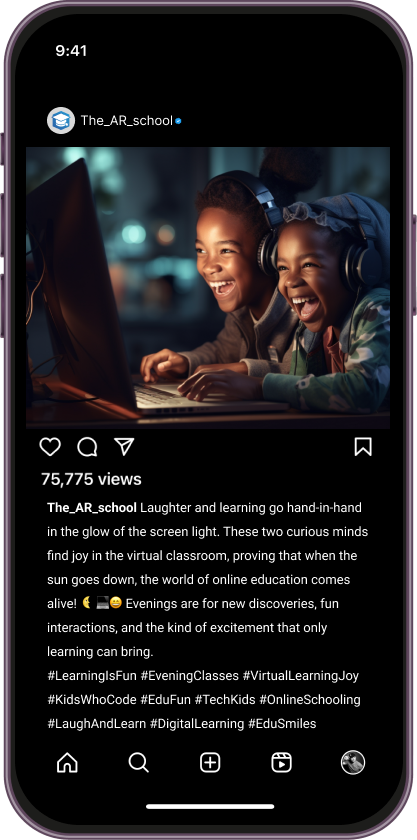 9:41
The_AR_school
75,775 views
The_AR_school Laughter and learning go hand-in-hand
in the glow of the screen light. These two curious minds
find joy in the virtual classroom, proving that when the
sun goes down, the world of online education comes
alive! 🌜💻😄 Evenings are for new discoveries, fun
interactions, and the kind of excitement that only
learning can bring.
#LearningIsFun #EveningClasses #VirtualLearningJoy
#KidsWhoCode #EduFun #TechKids #OnlineSchooling
#LaughAndLearn #DigitalLearning #EduSmiles